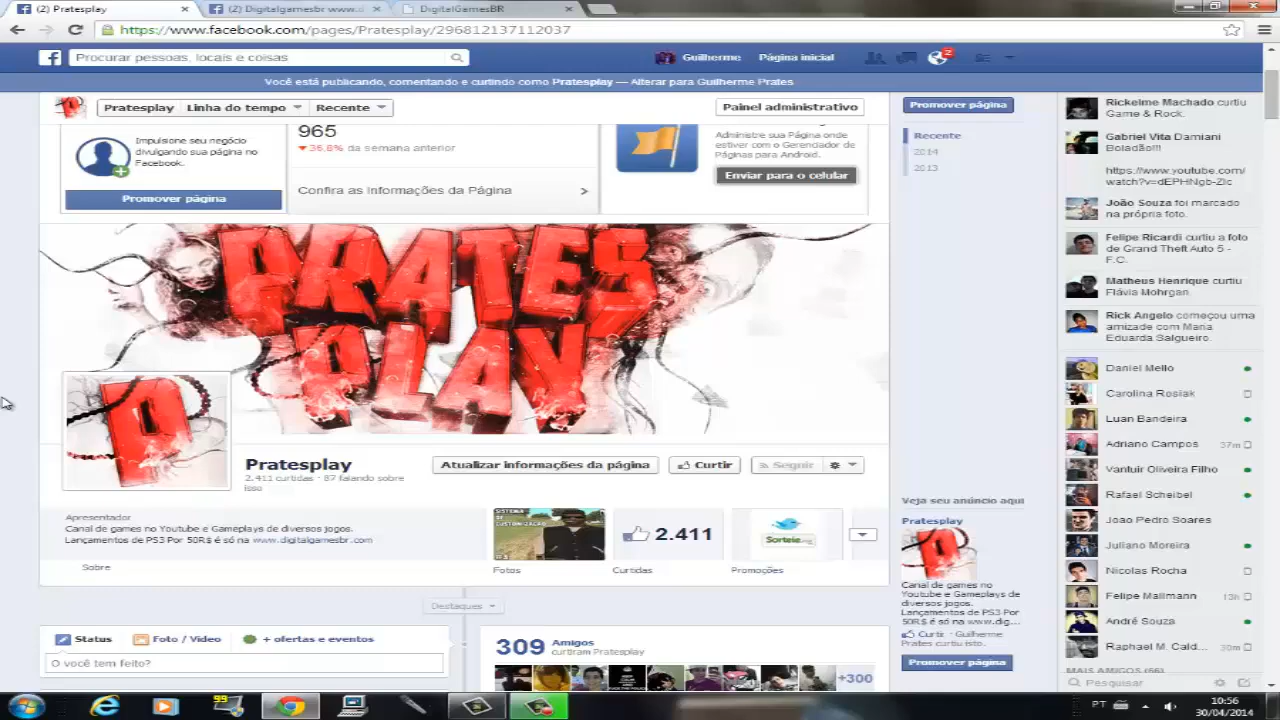 (2) Pratesplay
(2) Digitalgamesbr www.d
DigitalGamesBR
https://www.facebook.com/pages/Pratesplay/296812137112037
Procurar pessoas, locais e coisas
Guilherme
Página inicial
2
Você está publicando, comentando e curtindo como Pratesplay — Alterar para Guilherme Prates
Pratesplay
Linha do tempo
Recente
Painel administrativo
Promover página
Impulsione seu negócio
divulgando sua página no
Facebook.
Promover página
965
36,8% da semana anterior
Confira as Informações da Página
Administre sua Página onde
estiver com o Gerenciador de
Páginas para Android.
Enviar para o celular
Recente
2014
2013
PRATES
PLAY
P
Pratesplay
2.411 curtidas · 87 falando sobre
isso
Atualizar informações da página
Curtir
Seguir
Apresentador
Canal de games no Youtube e Gameplays de diversos jogos.
Lançamentos de PS3 Por 50R$ é só na www.digitalgamesbr.com
Sobre
SISTEMA
DE
CUSTOMIZAÇÃO
Fotos
2.411
Curtidas
Sorteie
Promoções
Destaques
Status
Foto / Vídeo
+ ofertas e eventos
O você tem feito?
309
Amigos
curtiram Pratesplay
+300
Veja seu anúncio aqui
Pratesplay
Canal de games no
Youtube e Gameplays de
diversos jogos.
Lançamentos de PS3 Por
50R$ é só na www.dig...
Curtir · Guilherme
Prates curtiu isto.
Promover página
Rickelme Machado curtiu
Game & Rock.
Gabriel Vita Damiani
Boladão!!!
https://www.youtube.com/
watch?v=dEPHNgb-Zlc
João Souza foi marcado
na própria foto.
Felipe Ricardi curtiu a foto
de Grand Theft Auto 5 -
F.C.
Matheus Henrique curtiu
Flávia Mohrgan.
Rick Angelo começou uma
amizade com Maria
Eduarda Salgueiro.
Daniel Mello
Carolina Rosiak
Luan Bandeira
Adriano Campos 37m
Vantuir Oliveira Filho
Rafael Scheibel
Joao Pedro Soares
Juliano Moreira
Nicolas Rocha
Felipe Mallmann 13h
André Souza
Raphael M. Cald... 30m
MAIS AMIGOS (66)
Pesquisar
99
PT
10:56
30/04/2014